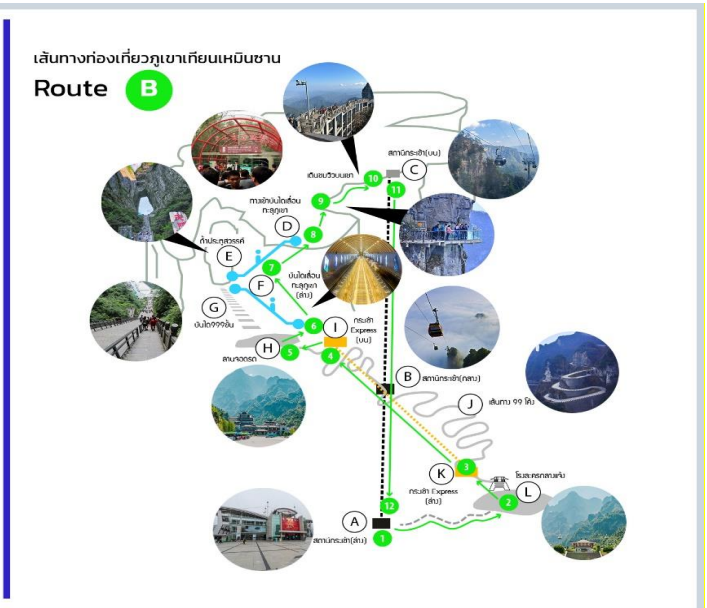 เส้นทางท่องเที่ยวภูเขาเทียนเหมินซาน
Route B
สถานีกระเช้า(บน)
C
เดินชมวิวบนเขา
10
11
9
ทางเข้าบันไดเลื่อน
ทะลุภูเขา
D
8
ถ้ำประตูสวรรค์
E
7
F
บันไดเลื่อน
ทะลุภูเขา
(ล่าง)
G
บันได999ขั้น
6
I
กระเช้า
Express
(บน)
H
5
4
ลานจอดรถ
B
สถานีกระเช้า(กลาง)
J
เส้นทาง 99 โค้ง
K
3
กระเช้า Express
(ล่าง)
โรงละครกลางแจ้ง
L
2
12
A
1
สถานีกระเช้า(ล่าง)